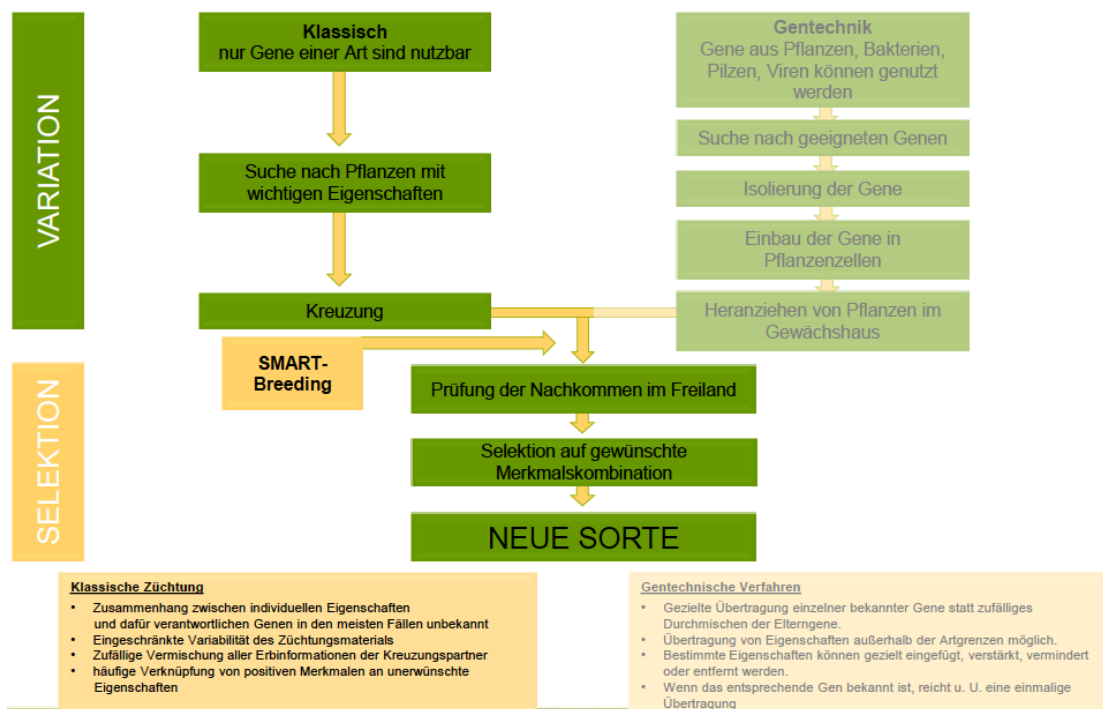 VARIATION
Klassisch
nur Gene einer Art sind nutzbar
Suche nach Pflanzen mit
wichtigen Eigenschaften
Kreuzung
Gentechnik
Gene aus Pflanzen, Bakterien,
Pilzen, Viren können genutzt
werden
Suche nach geeigneten Genen
Isolierung der Gene
Einbau der Gene in
Pflanzenzellen
Heranziehen von Pflanzen im
Gewächshaus
SELEKTION
SMART-
Breeding
Prüfung der Nachkommen im Freiland
Selektion auf gewünschte
Merkmalskombination
NEUE SORTE
Klassische Züchtung
• Zusammenhang zwischen individuellen Eigenschaften
und dafür verantwortlichen Genen in den meisten Fällen unbekannt
• Eingeschränkte Variabilität des Züchtungsmaterials
• Zufällige Vermischung aller Erbinformationen der Kreuzungspartner
• häufige Verknüpfung von positiven Merkmalen an unerwünschte
Eigenschaften
Gentechnische Verfahren
• Gezielte Übertragung einzelner bekannter Gene statt zufälliges
Durchmischen der Elterngene.
• Übertragung von Eigenschaften außerhalb der Artgrenzen möglich.
• Bestimmte Eigenschaften können gezielt eingefügt, verstärkt, vermindert
oder entfernt werden.
• Wenn das entsprechende Gen bekannt ist, reicht u. U. eine einmalige
Übertragung